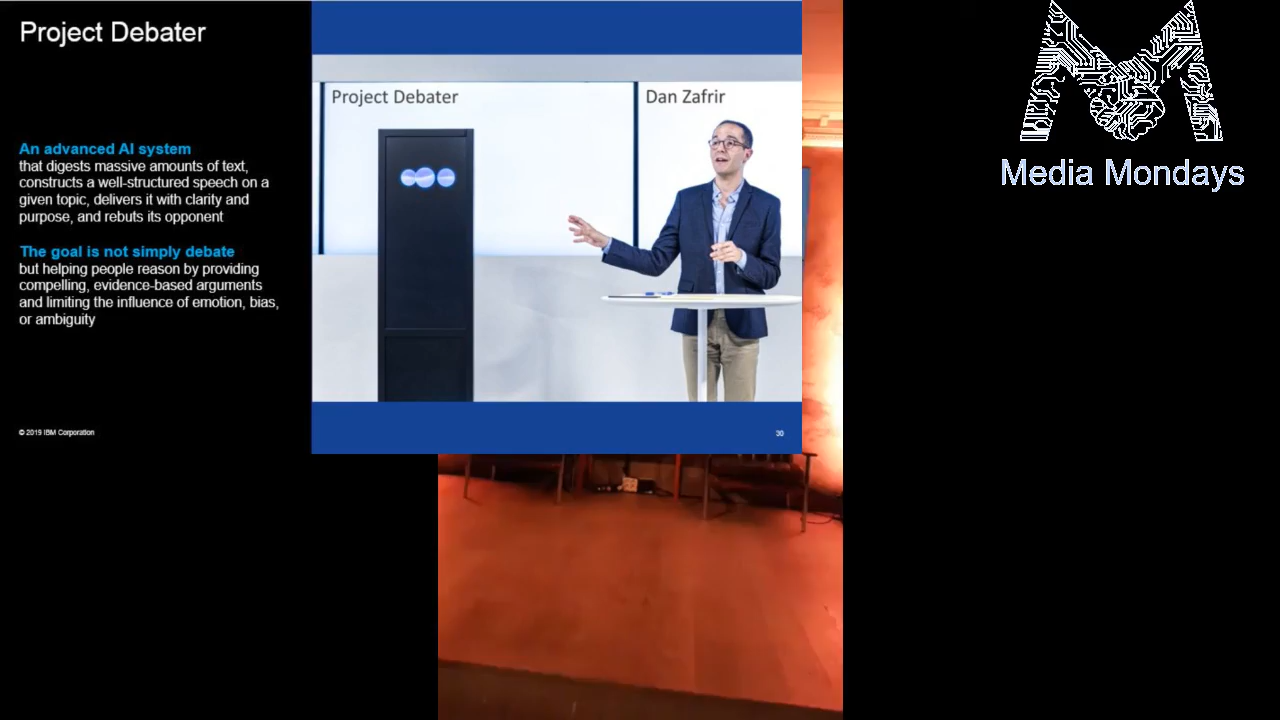 Project Debater
An advanced AI system
that digests massive amounts of text,
constructs a well-structured speech on a
given topic, delivers it with clarity and
purpose, and rebuts its opponent
The goal is not simply debate
but helping people reason by providing
compelling, evidence-based arguments
and limiting the influence of emotion, bias,
or ambiguity
© 2019 IBM Corporation
Project Debater
Dan Zafrir
30
Media Mondays